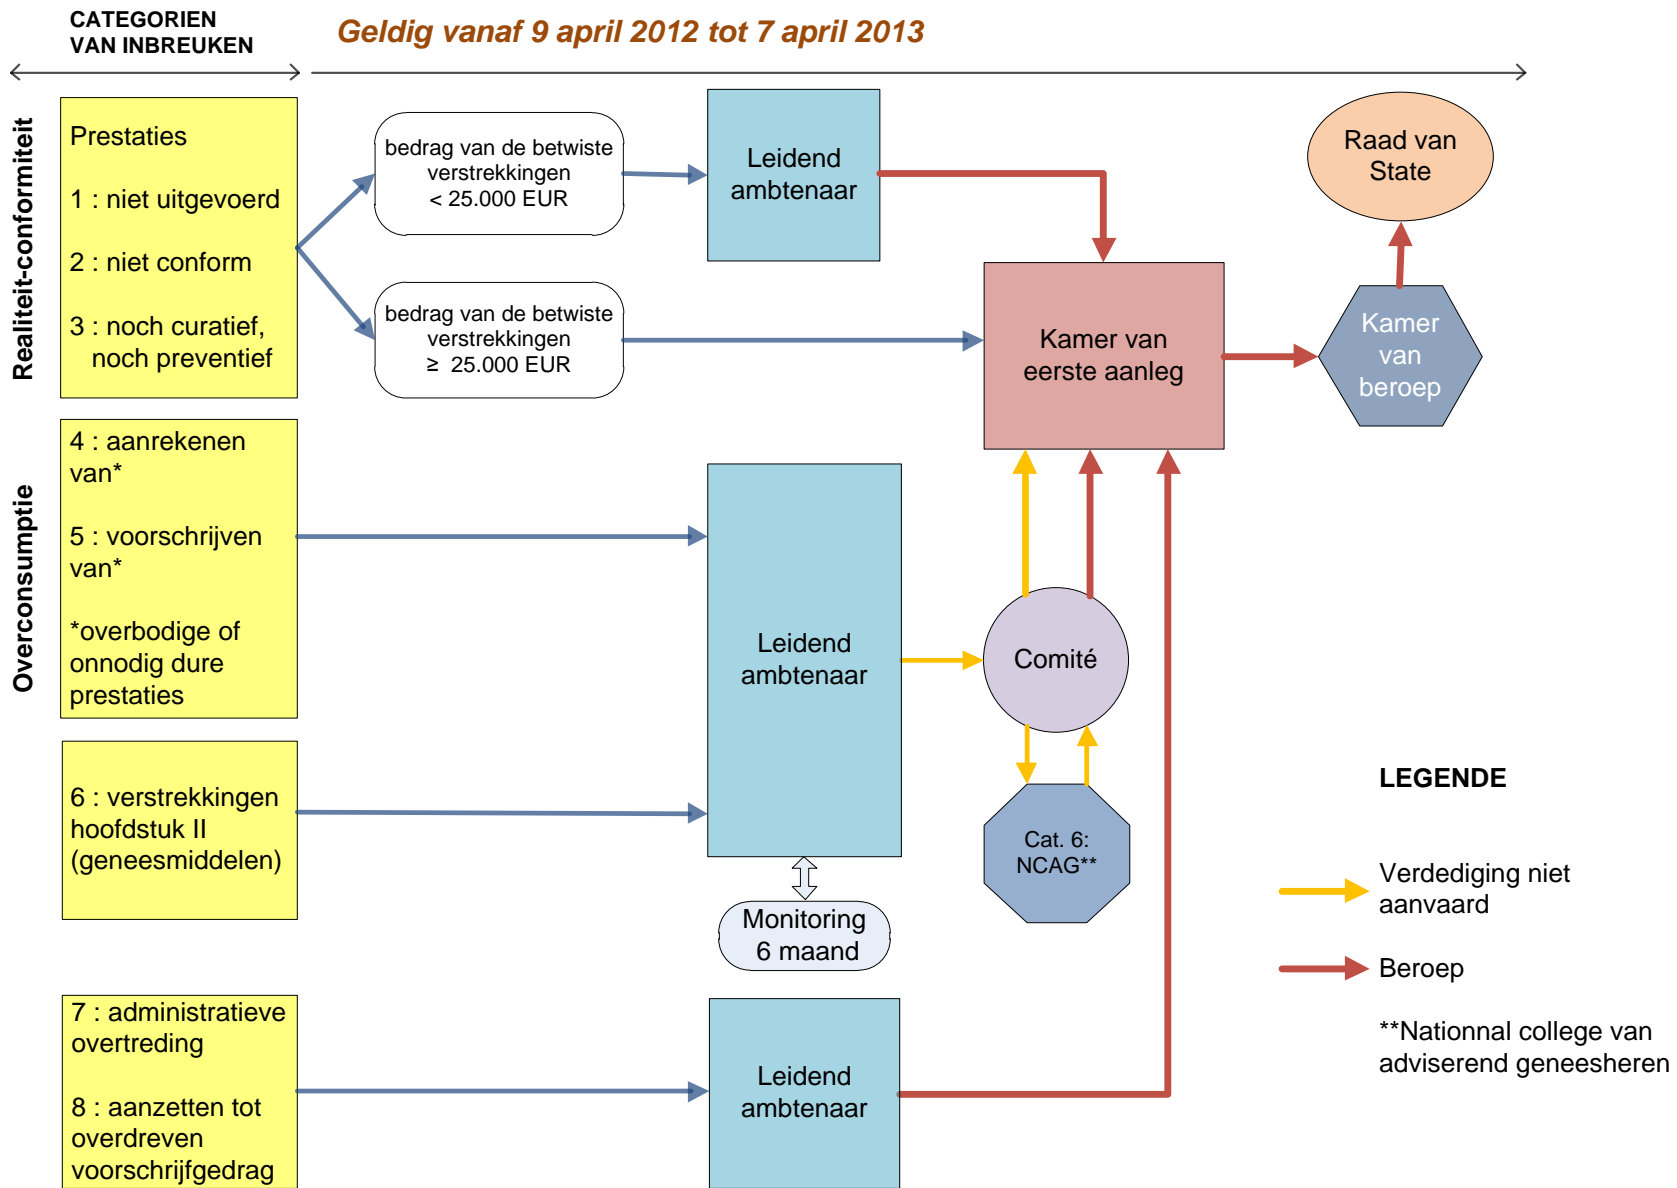 CATEGORIEN
VAN INBREUKEN
Geldig vanaf 9 april 2012 tot 7 april 2013
Realiteit-conformiteit
Prestaties
1 : niet uitgevoerd
2 : niet conform
3 : noch curatief,
noch preventief
bedrag van de betwiste
verstrekkingen
< 25.000 EUR
bedrag van de betwiste
verstrekkingen
≥ 25.000 EUR
Leidend
ambtenaar
Kamer van
eerste aanleg
Raad van
State
Kamer
van
beroep
Overconsumptie
4 : aanrekenen
van*
5 : voorschrijven
van*
*overbodige of
onnodig dure
prestaties
6 : verstrekkingen
hoofdstuk II
(geneesmiddelen)
Leidend
ambtenaar
Monitoring
6 maand
Comité
Cat. 6:
NCAG**
7 : administratieve
overtreding
8 : aanzetten tot
overdreven
voorschrijfgedrag
Leidend
ambtenaar
LEGENDE
Verdediging niet
aanvaard
Beroep
**Nationnal college van
adviserend geneesheren